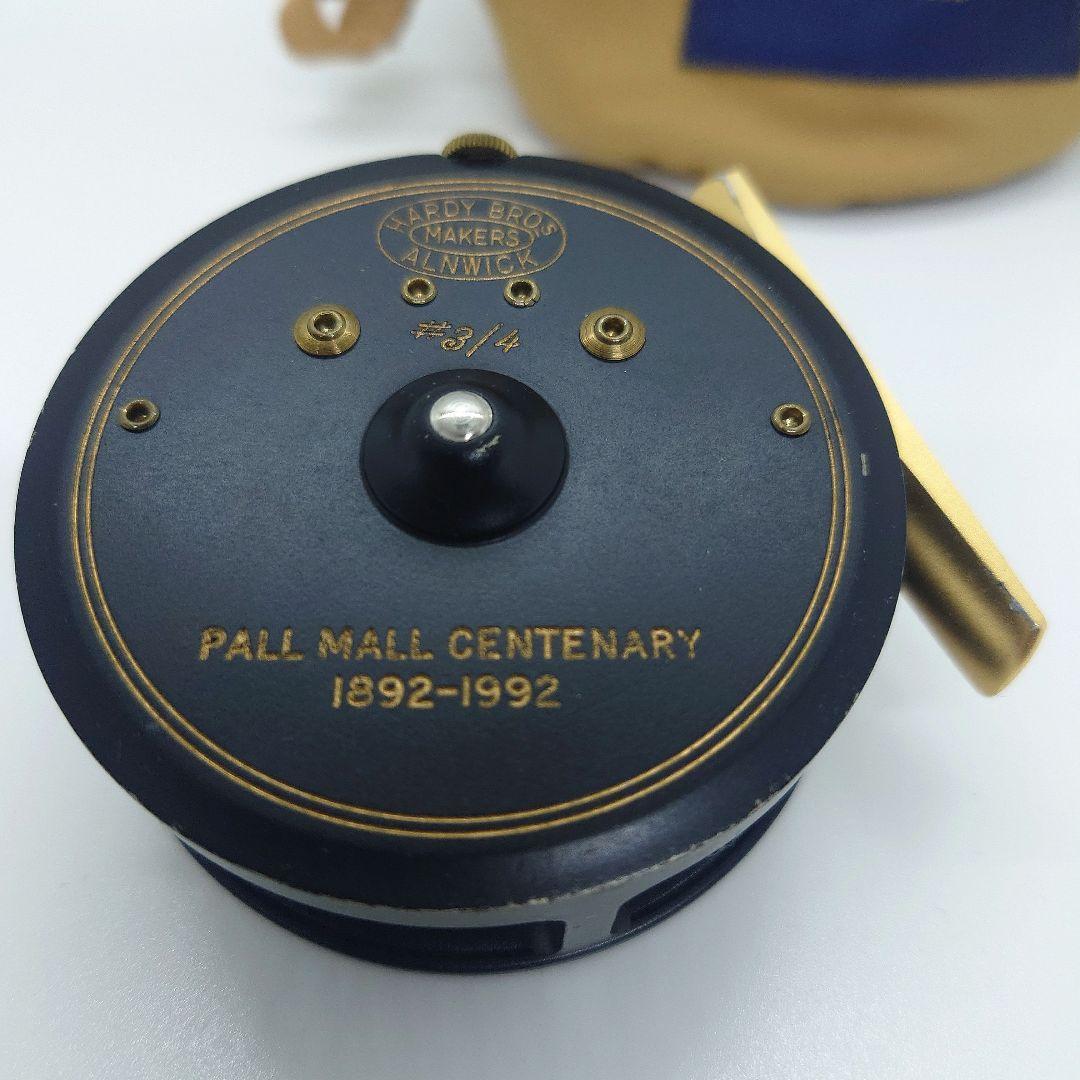 HARDY BROS
MAKERS
ALNWICK
#3/4
PALL MALL CENTENARY
1892-1992